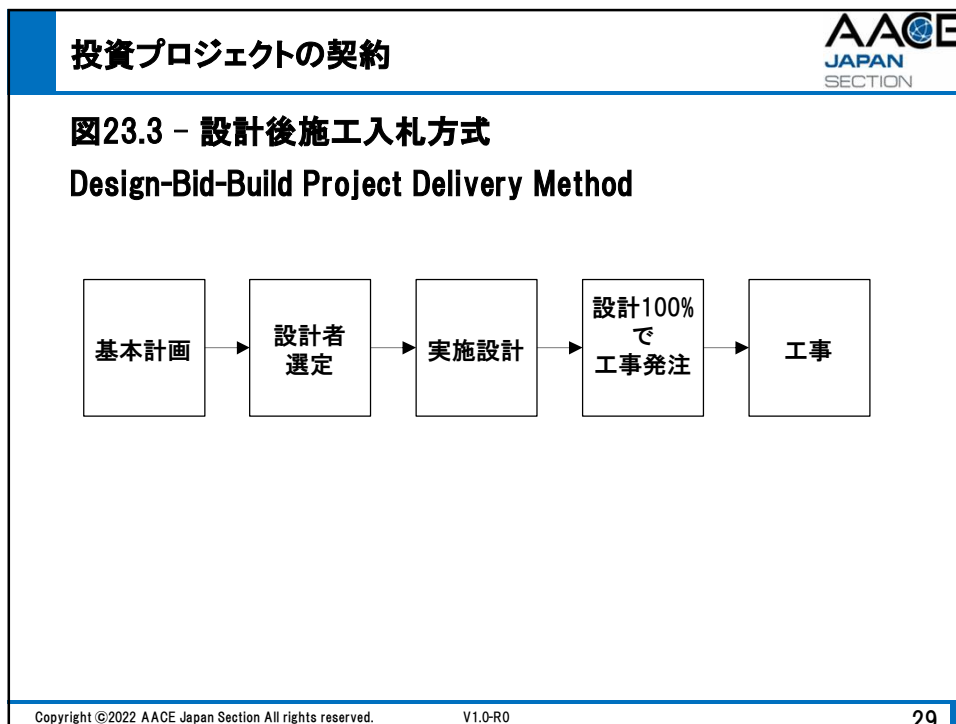 投資プロジェクトの契約
AACE
JAPAN
SECTION
図23.3 – 設計後施工入札方式
Design-Bid-Build Project Delivery Method
基本計画
設計者
選定
実施設計
設計100%
で
工事発注
工事
Copyright ©2022 AACE Japan Section All rights reserved.
V1.0-R0
29